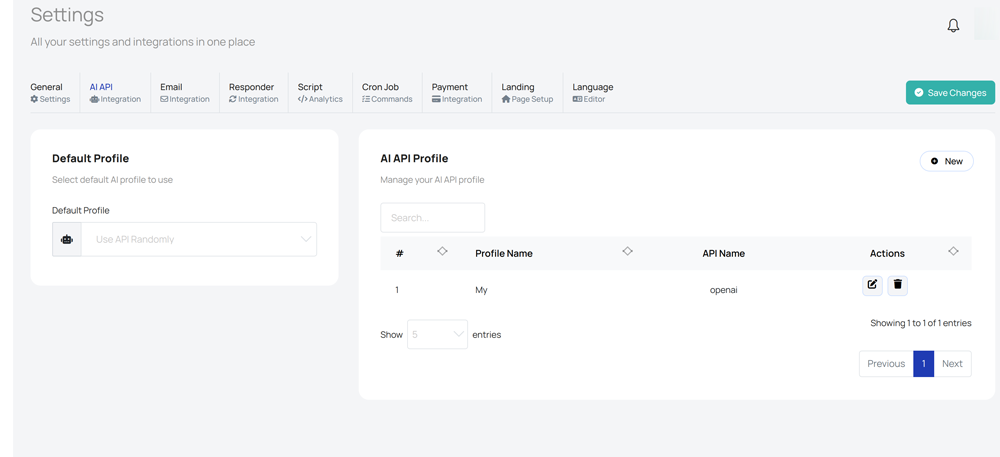 Settings
All your settings and integrations in one place
General
Settings
AI API
Integration
Email
Integration
Responder
Integration
Script
Analytics
Cron Job
Commands
Payment
Integration
Landing
Page Setup
Language
Editor
Save Changes
Default Profile
Select default AI profile to use
Default Profile
Use API Randomly
AI API Profile
New
Manage your AI API profile
Search...
# Profile Name API Name Actions
1 My openai
Showing 1 to 1 of 1 entries
Show 5 entries
Previous 1 Next